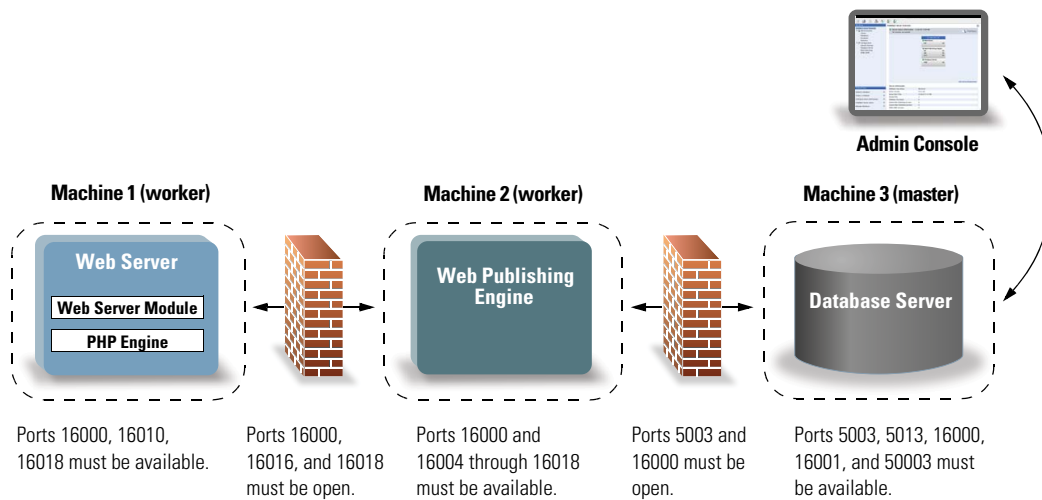 Admin Console
Machine 1 (worker)
Machine 2 (worker)
Machine 3 (master)
Web Server
Web Server Module
PHP Engine
Web Publishing
Engine
Database Server
Ports 16000, 16010,
16018 must be available.
Ports 16000,
16016, and 16018
must be open.
Ports 16000 and
16004 through 16018
must be available.
Ports 5003 and
16000 must be
open.
Ports 5003, 5013, 16000,
16001, and 50003 must
be available.